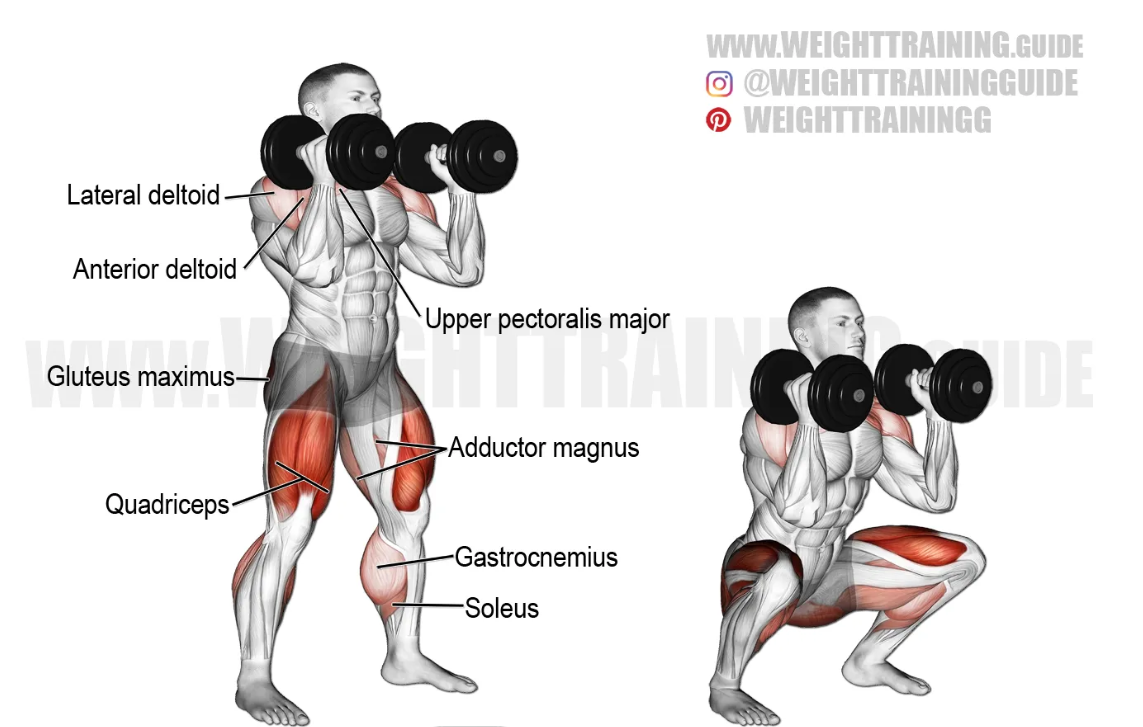 WWW.WEIGHTTRAINING.GUIDE
@WEIGHTTRAININGGUIDE
WEIGHTTRAININGG
Lateral deltoid
Anterior deltoid
Upper pectoralis major
WWW.WEIGHTTRAINING.GUIDE
Gluteus maximus
Adductor magnus
Quadriceps
Gastrocnemius
Soleus